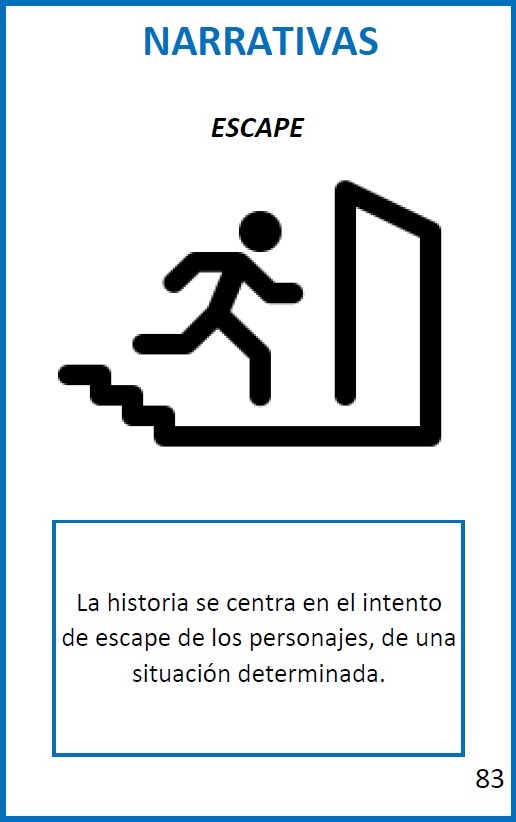 NARRATIVAS
ESCAPE
La historia se centra en el intento
de escape de los personajes, de una
situación determinada.
83